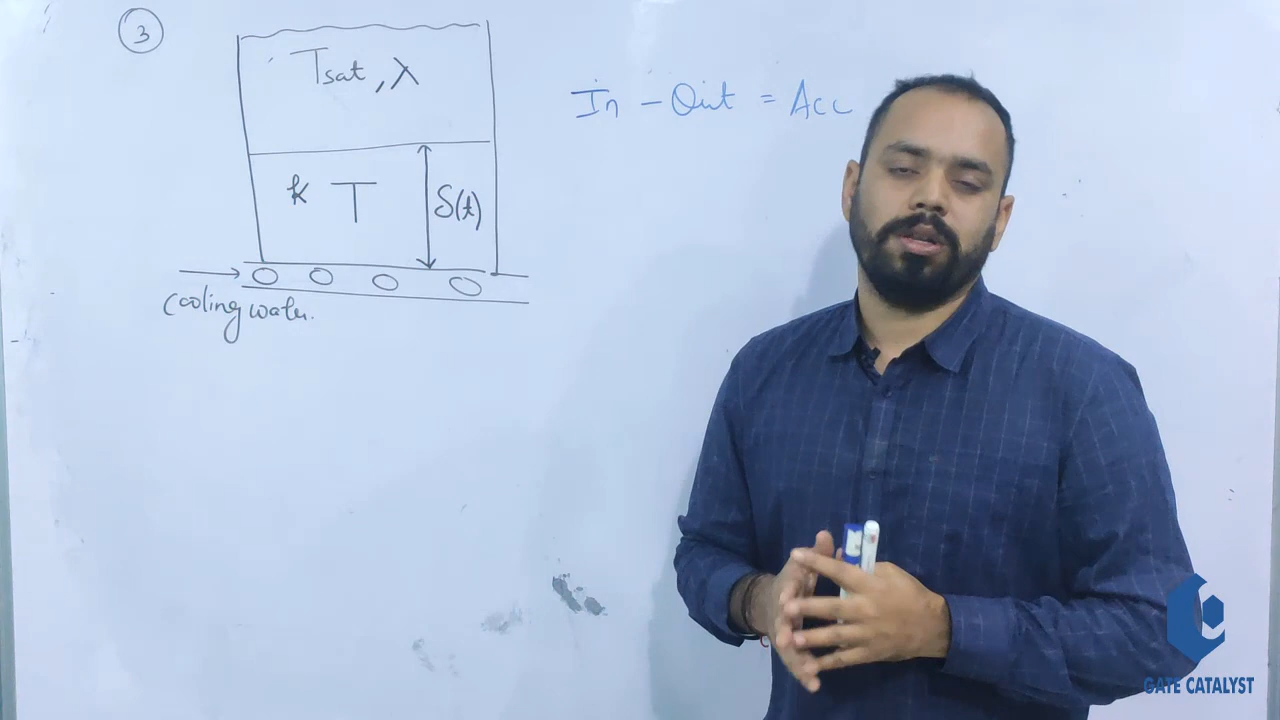 3
Tsat, λ
In - Out = Acc
k T δ(t)
Cooling water.
GATE CATALYST